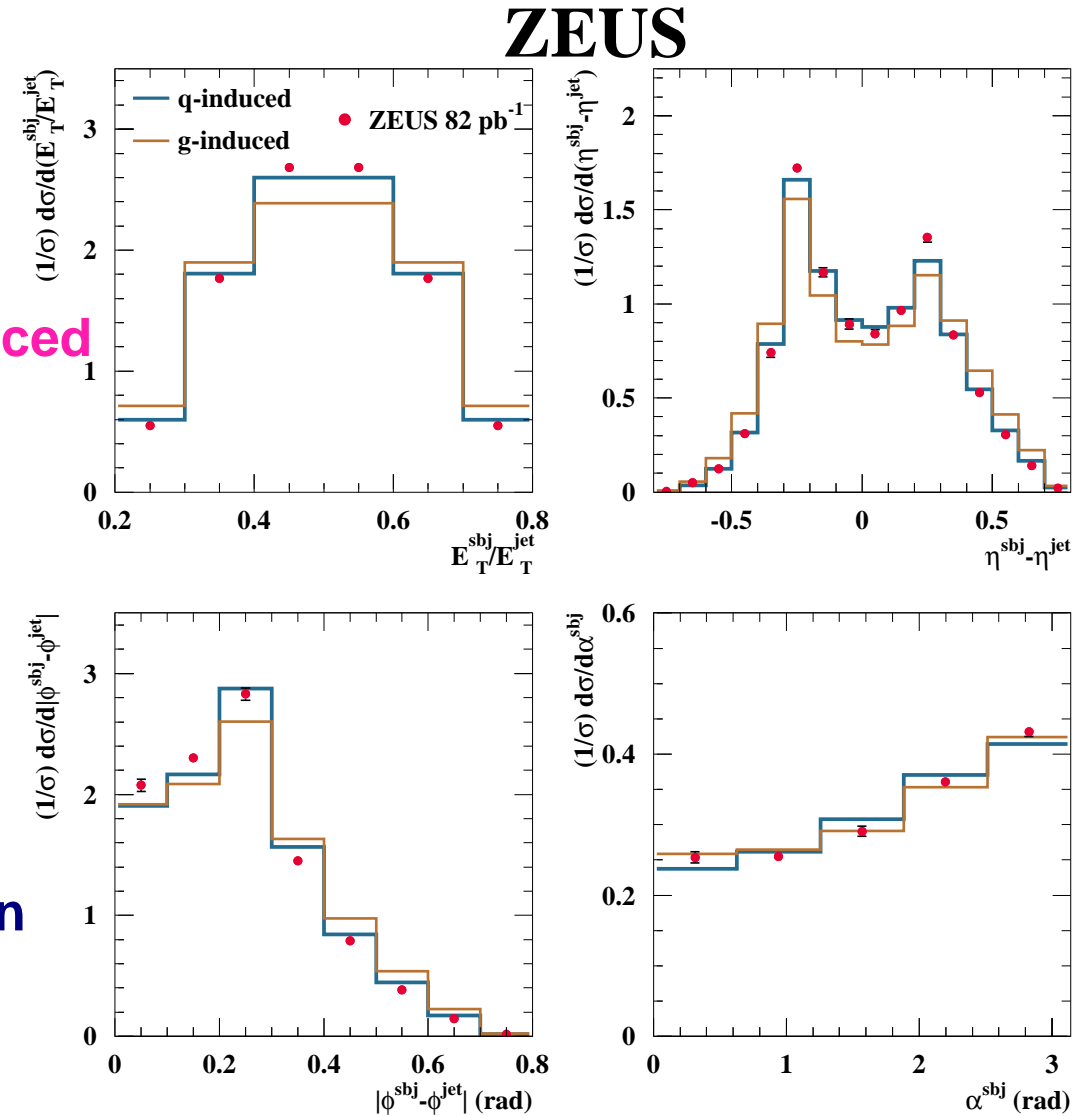 ZEUS
(1/σ) dσ/d(E_T^sbj/E_T^jet)
q-induced
g-induced
ZEUS 82 pb^-1
3
2
1
0
0.2 0.4 0.6 0.8
E_T^sbj/E_T^jet
(1/σ) dσ/d(η^sbj-η^jet)
2
1.5
1
0.5
0
-0.5 0 0.5
η^sbj-η^jet
ced
(1/σ) dσ/d|ϕ^sbj-ϕ^jet|
3
2
1
0
0 0.2 0.4 0.6 0.8
|ϕ^sbj-ϕ^jet| (rad)
n
(1/σ) dσ/dα^sbj
0.6
0.4
0.2
0
0 1 2 3
α^sbj (rad)